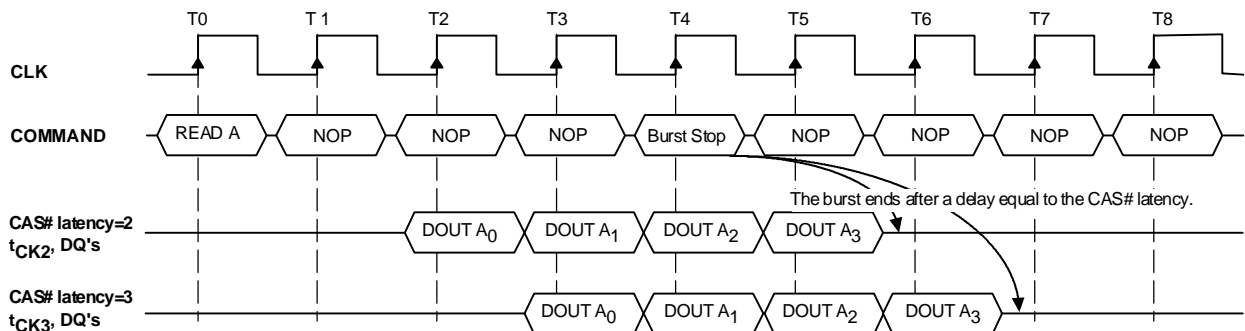 T0 T1 T2 T3 T4 T5 T6 T7 T8
CLK
COMMAND READ A NOP NOP NOP Burst Stop NOP NOP NOP NOP
The burst ends after a delay equal to the CAS# latency.
CAS# latency=2
tCK2, DQ's DOUT A0 DOUT A1 DOUT A2 DOUT A3
CAS# latency=3
tCK3, DQ's DOUT A0 DOUT A1 DOUT A2 DOUT A3